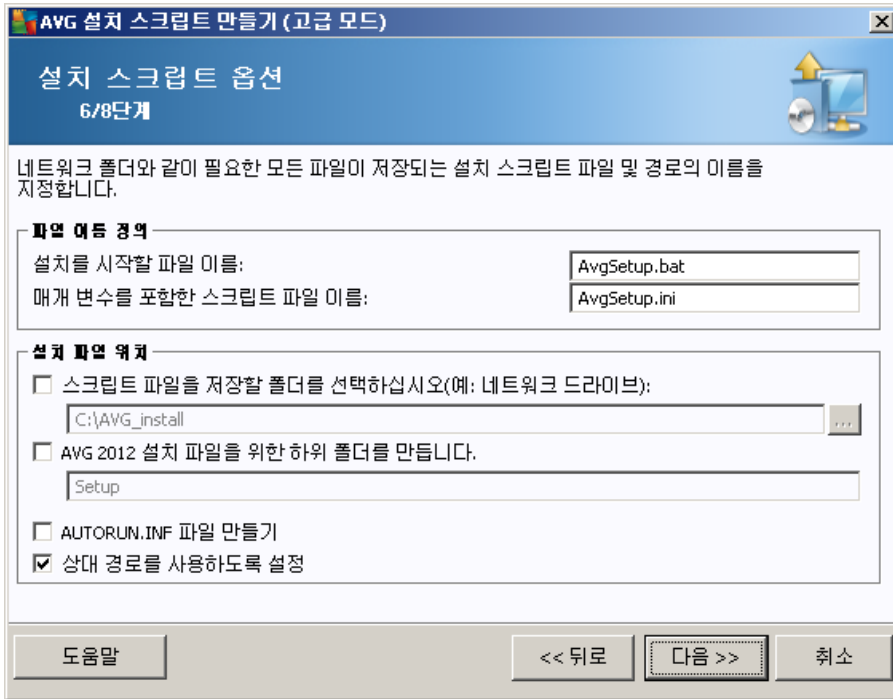 AVG 설치 스크립트 만들기 (고급 모드)
설치 스크립트 옵션
6/8단계
네트워크 폴더와 같이 필요한 모든 파일이 저장되는 설치 스크립트 파일 및 경로의 이름을
지정합니다.
파일 이름 정의
설치를 시작할 파일 이름:
AvgSetup.bat
매개 변수를 포함한 스크립트 파일 이름:
AvgSetup.ini
설치 파일 위치
스크립트 파일을 저장할 폴더를 선택하십시오(예: 네트워크 드라이브):
C:\AVG_install
...
AVG 2012 설치 파일을 위한 하위 폴더를 만듭니다.
Setup
AUTORUN.INF 파일 만들기
상대 경로를 사용하도록 설정
도움말
<< 뒤로
다음 >>
취소